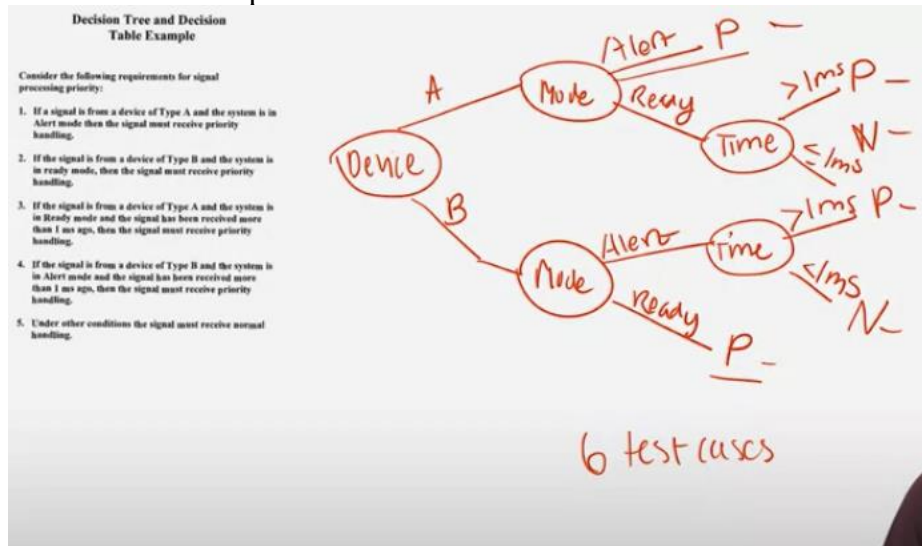 Decision Tree and Decision
Table Example
Consider the following requirements for signal
processing priority:
1. If a signal is from a device of Type A and the system is in
Alert mode then the signal must receive priority
handling.
2. If the signal is from a device of Type B and the system is
in ready mode, then the signal must receive priority
handling.
3. If the signal is from a device of Type A and the system is
in Ready mode and the signal has been received more
than 1 ms ago, then the signal must receive priority
handling.
4. If the signal is from a device of Type B and the system is
in Alert mode and the signal has been received more
than 1 ms ago, then the signal must receive priority
handling.
5. Under other conditions the signal must receive normal
handling.
Device
A
Mode
Alert P –
Ready
Time
>1ms P –
≤1ms N –
B
Mode
Alert
Time
>1ms P –
≤1ms
N –
Ready
P –
6 test cases